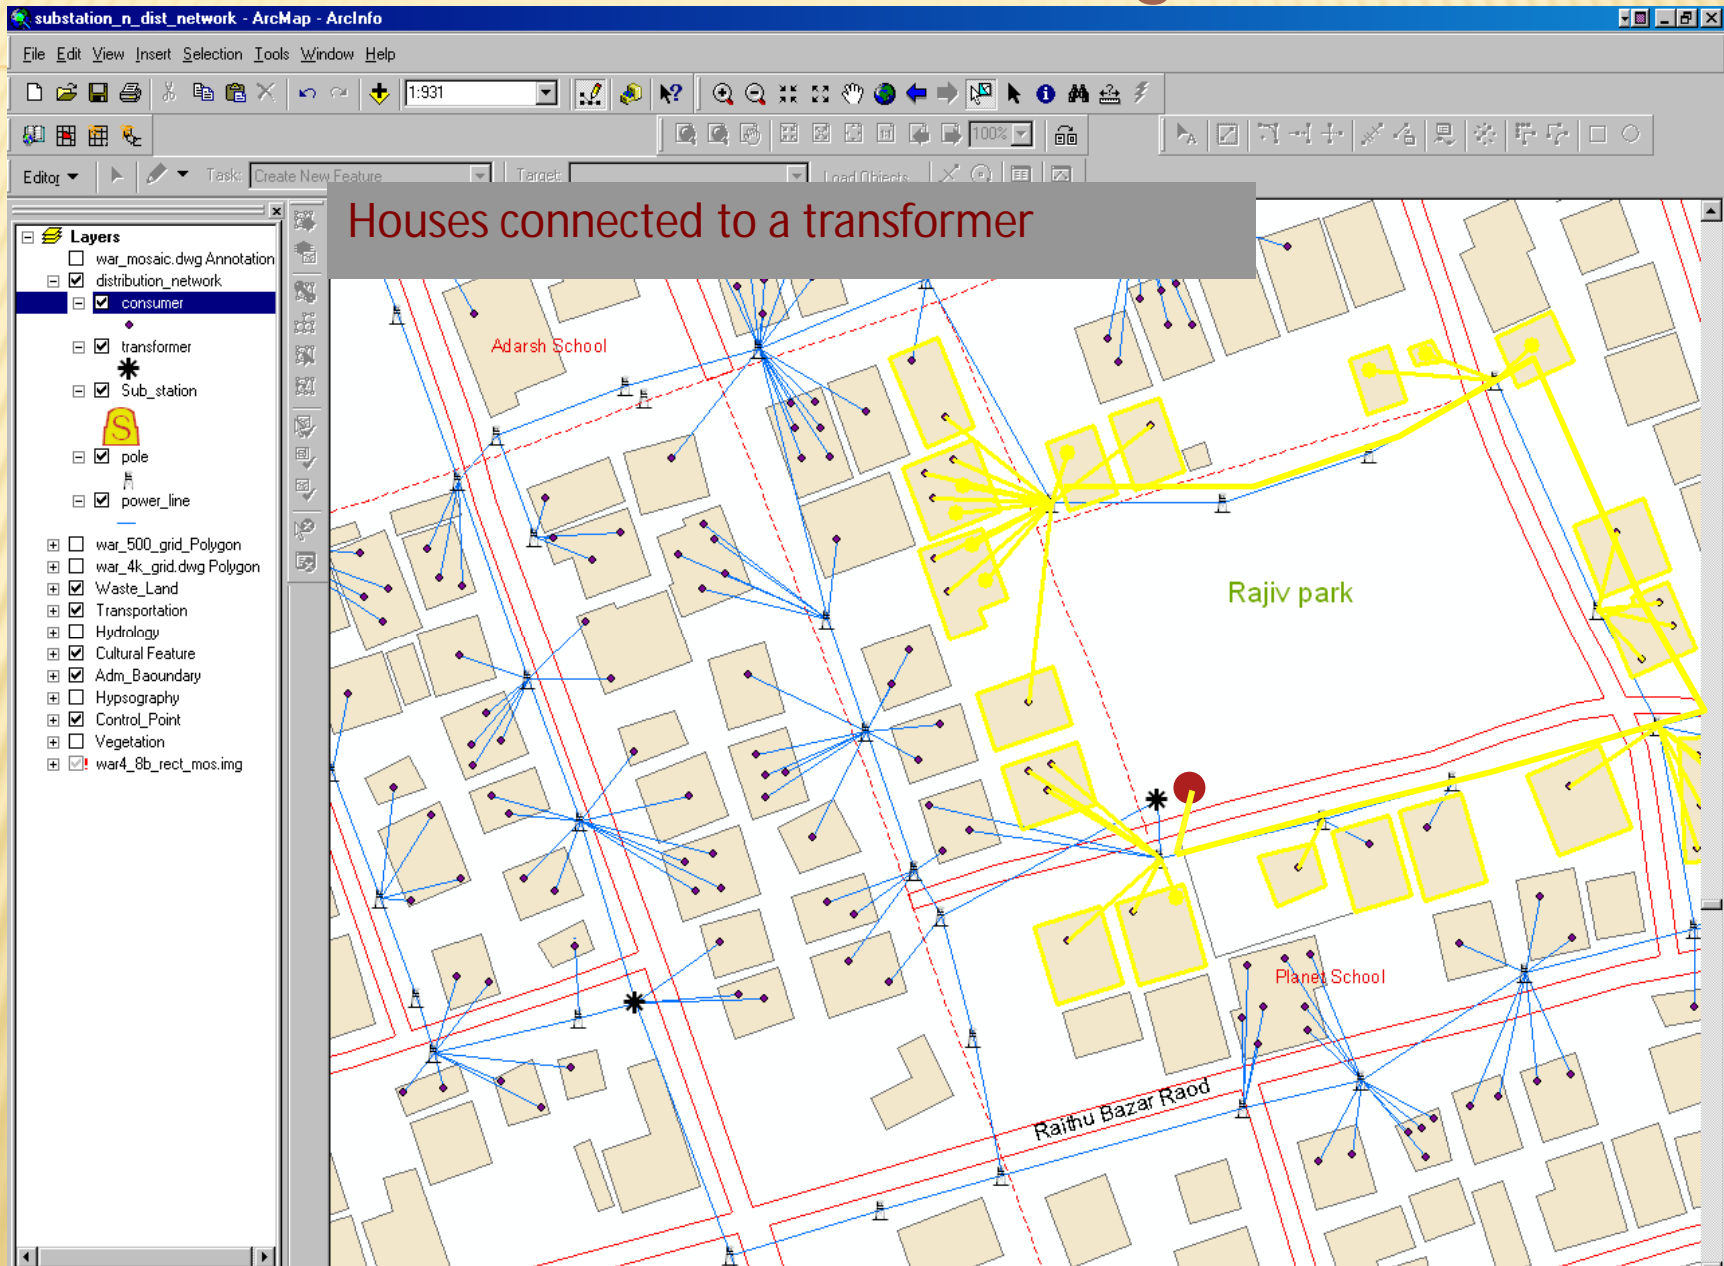 substation_n_dist_network - ArcMap - ArcInfo
File Edit View Insert Selection Tools Window Help
1:931
100%
Editor Task: Create New Feature Target: Load Objects
Houses connected to a transformer
Layers
war_mosaic.dwg Annotation
distribution_network
consumer
transformer
Sub_station
S
pole
power_line
war_500_grid_Polygon
war_4k_grid.dwg Polygon
Waste_Land
Transportation
Hydrology
Cultural Feature
Adm_Baoundary
Hypsography
Control_Point
Vegetation
war4_8b_rect_mos.img
Adarsh School
Rajiv park
Planet School
Raithu Bazar Raod